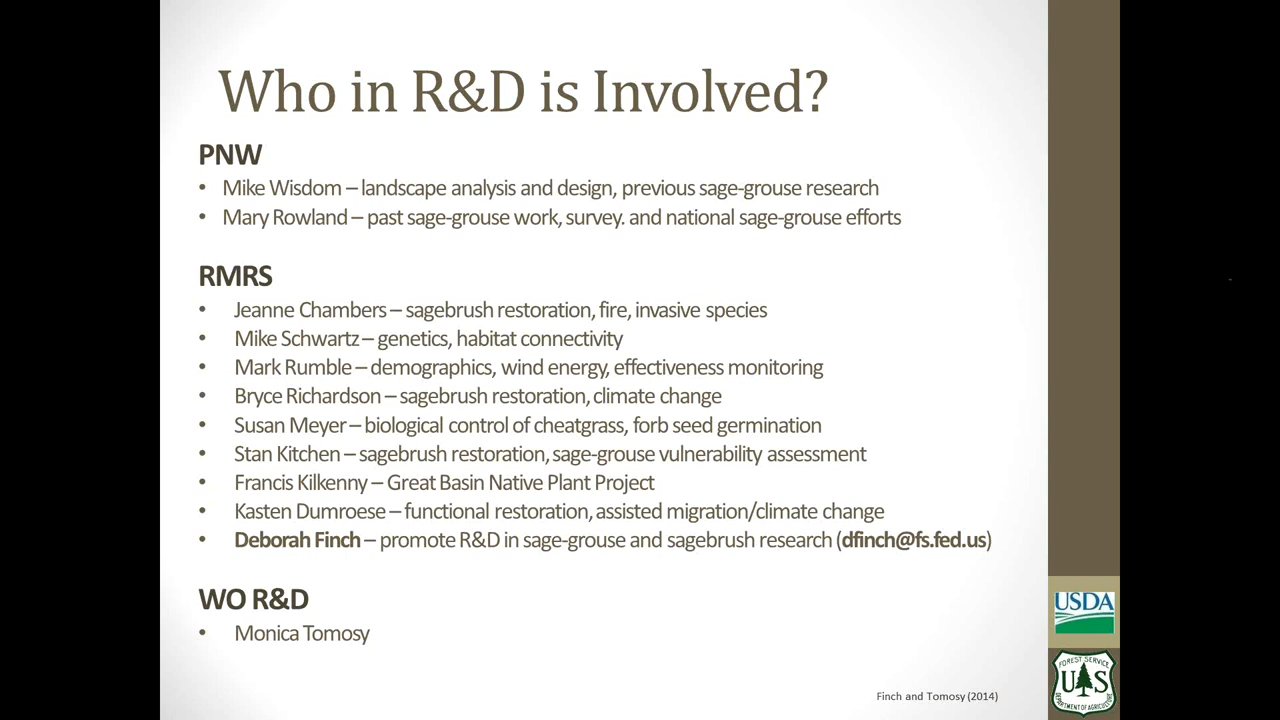 Who in R&D is Involved?
PNW
• Mike Wisdom – landscape analysis and design, previous sage-grouse research
• Mary Rowland – past sage-grouse work, survey. and national sage-grouse efforts
RMRS
• Jeanne Chambers – sagebrush restoration, fire, invasive species
• Mike Schwartz – genetics, habitat connectivity
• Mark Rumble – demographics, wind energy, effectiveness monitoring
• Bryce Richardson – sagebrush restoration, climate change
• Susan Meyer – biological control of cheatgrass, forb seed germination
• Stan Kitchen – sagebrush restoration, sage-grouse vulnerability assessment
• Francis Kilkenny – Great Basin Native Plant Project
• Kasten Dumroese – functional restoration, assisted migration/climate change
• Deborah Finch – promote R&D in sage-grouse and sagebrush research (dfinch@fs.fed.us)
WO R&D
• Monica Tomosy
USDA
FOREST SERVICE
U S
DEPARTMENT OF AGRICULTURE
Finch and Tomosy (2014)